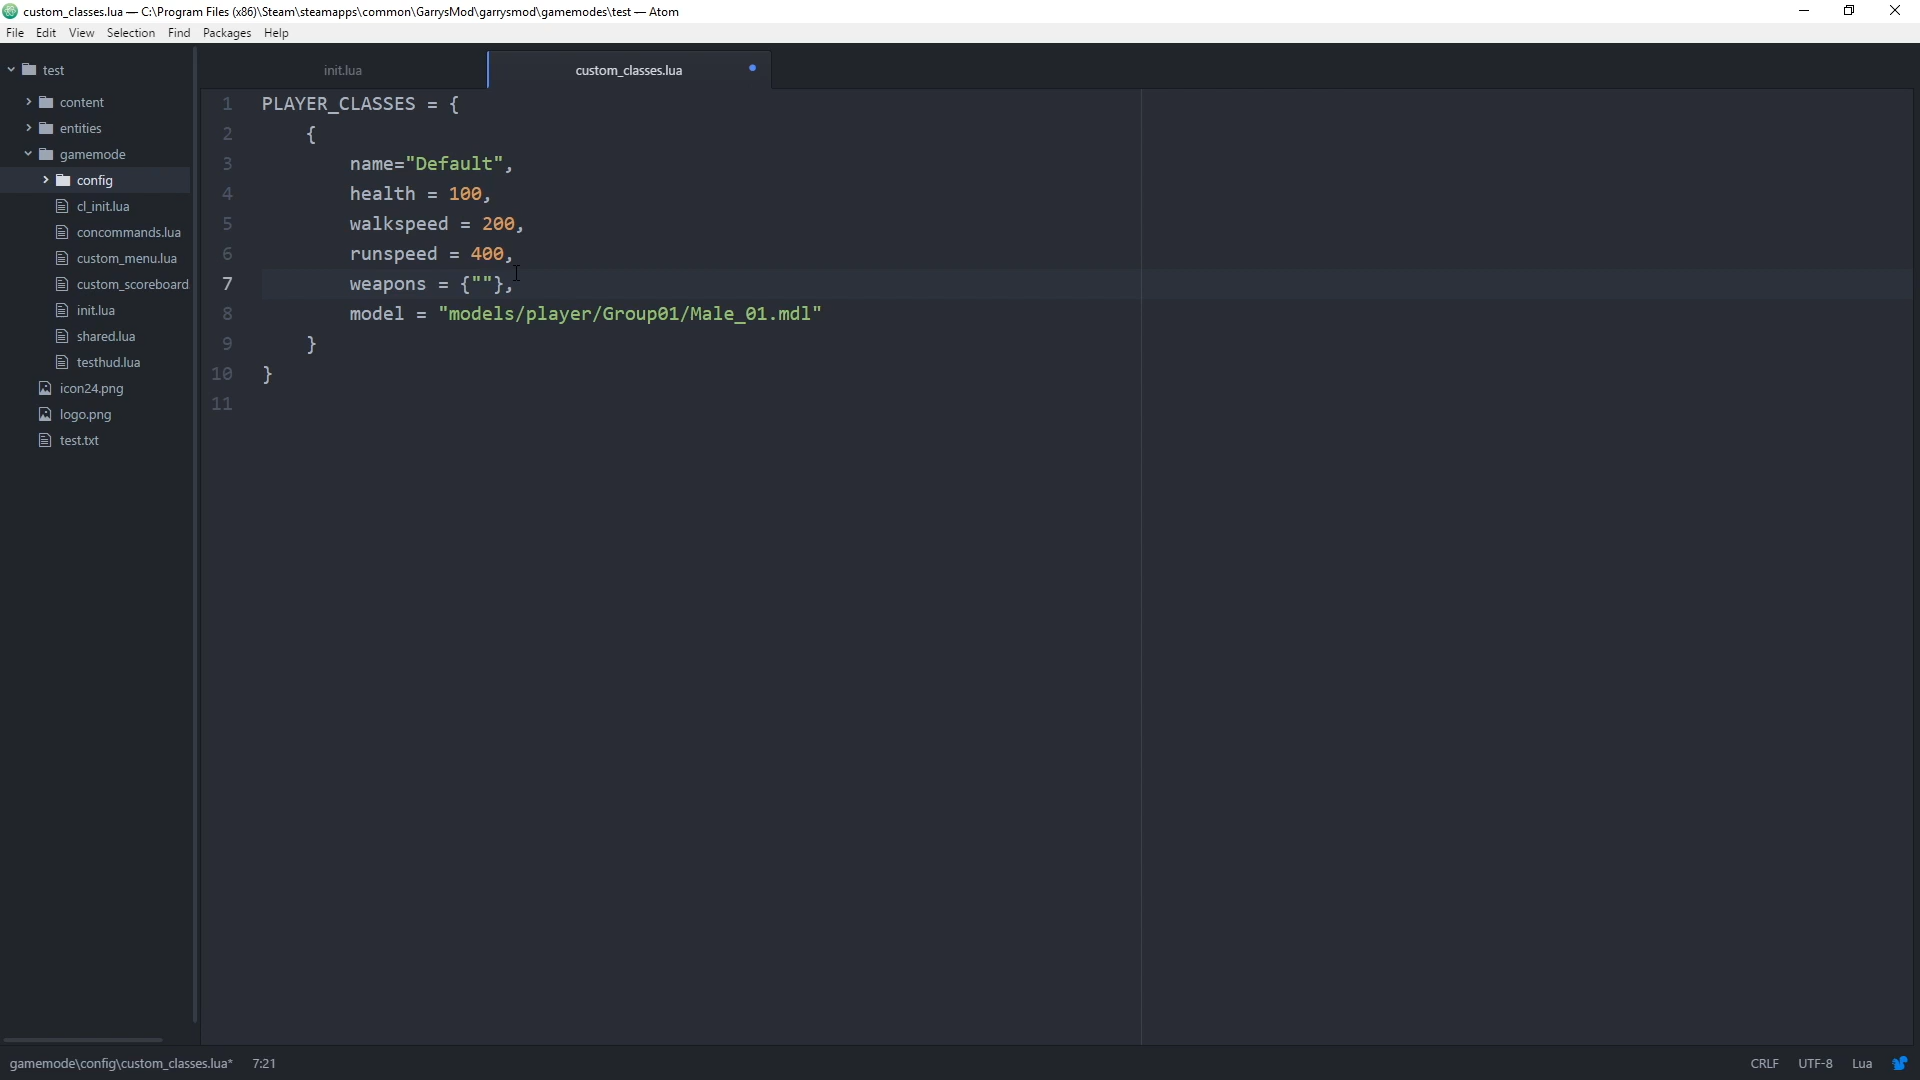 custom_classes.lua — C:\Program Files (x86)\Steam\steamapps\common\GarrysMod\garrysmod\gamemodes\test — Atom
File Edit View Selection Find Packages Help
test
content
entities
gamemode
config
cl_init.lua
concommands.lua
custom_menu.lua
custom_scoreboard.
init.lua
shared.lua
testhud.lua
icon24.png
logo.png
test.txt
init.lua custom_classes.lua
1 PLAYER_CLASSES = {
2 {
3 name="Default",
4 health = 100,
5 walkspeed = 200,
6 runspeed = 400,
7 weapons = {""},
8 model = "models/player/Group01/Male_01.mdl"
9 }
10 }
11
gamemode\config\custom_classes.lua* 7:21 CRLF UTF-8 Lua